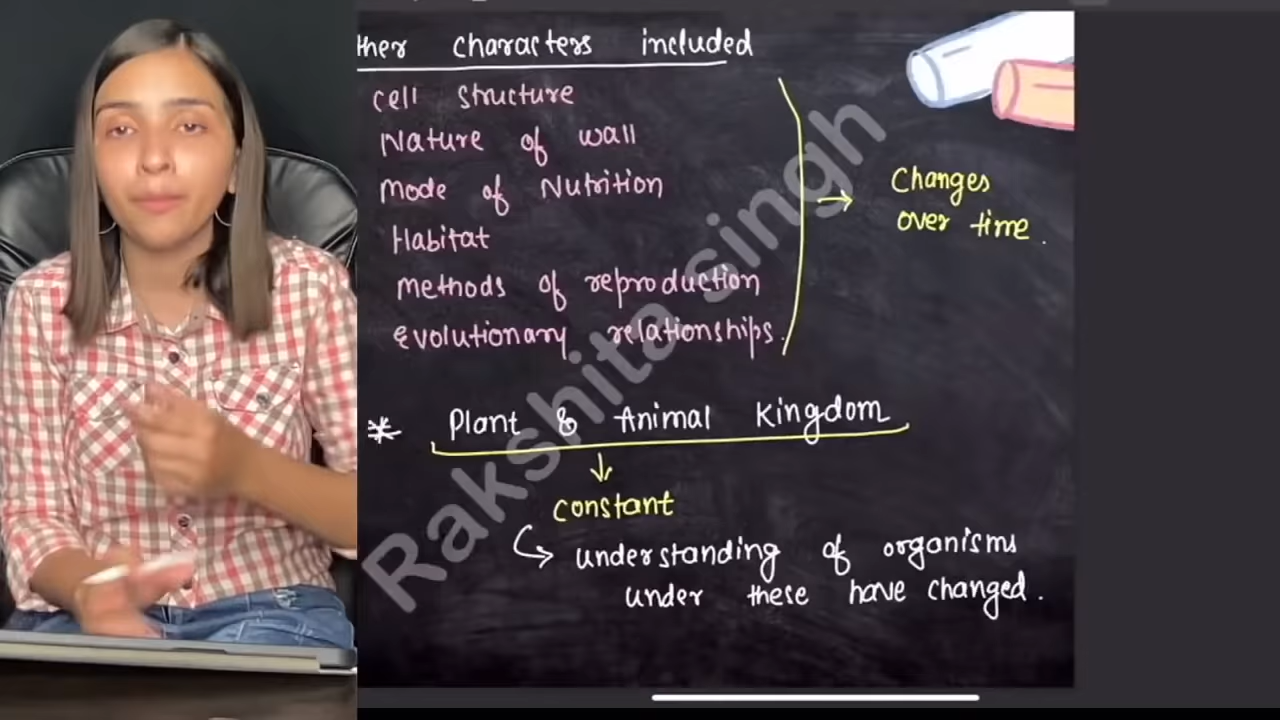 ther characters included
cell structure
Nature of wall
Mode of Nutrition
Habitat
methods of reproduction
Evolutionary relationships.
→ Changes
over time.
* Plant & Animal Kingdom
↓
constant
understanding of organisms
under these have changed.
Rakshita singh